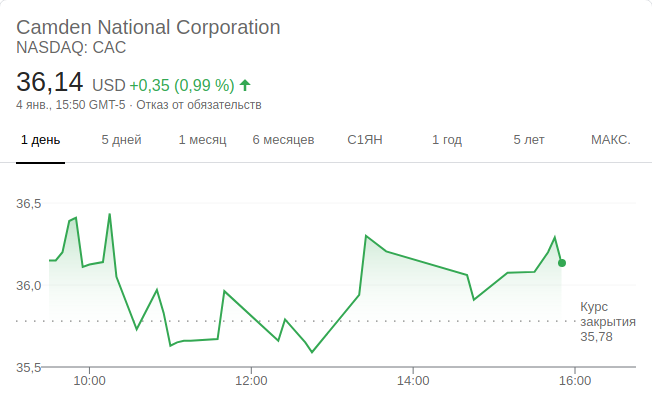 Camden National Corporation
NASDAQ: CAC
36,14 USD +0,35 (0,99 %)
4 янв., 15:50 GMT-5 · Отказ от обязательств
1 день 5 дней 1 месяц 6 месяцев С1ЯН 1 год 5 лет МАКС.
36,5
36,0
Курс
закрытия
35,78
35,5
10:00 12:00 14:00 16:00